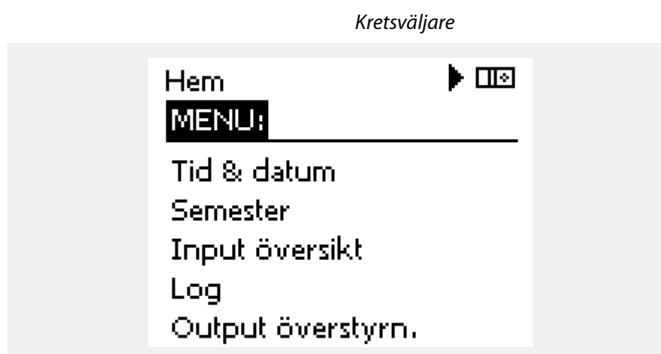 Kretsväljare
Hem
MENU:
Tid & datum
Semester
Input översikt
Log
Output överstyrn.